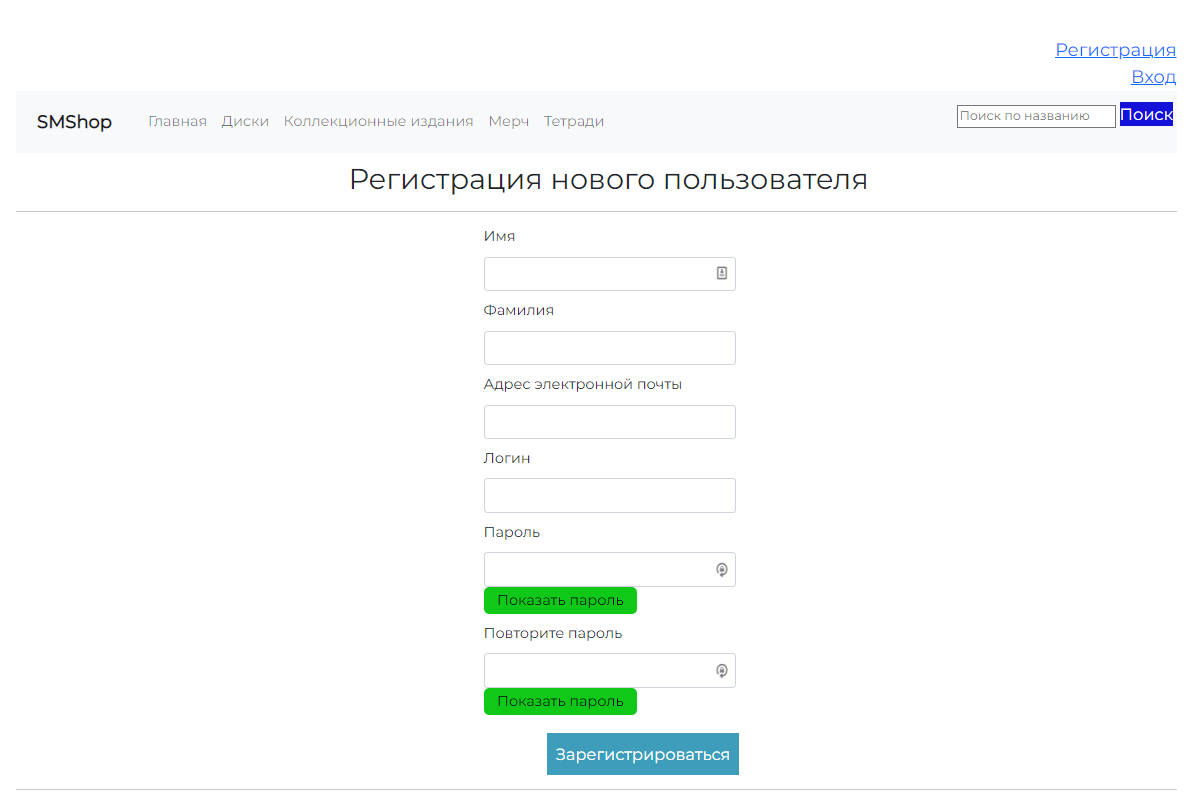 Регистрация
Вход
SMShop Главная Диски Коллекционные издания Мерч Тетради Поиск по названию Поиск
Регистрация нового пользователя
Имя
Фамилия
Адрес электронной почты
Логин
Пароль
Показать пароль
Повторите пароль
Показать пароль
Зарегистрироваться